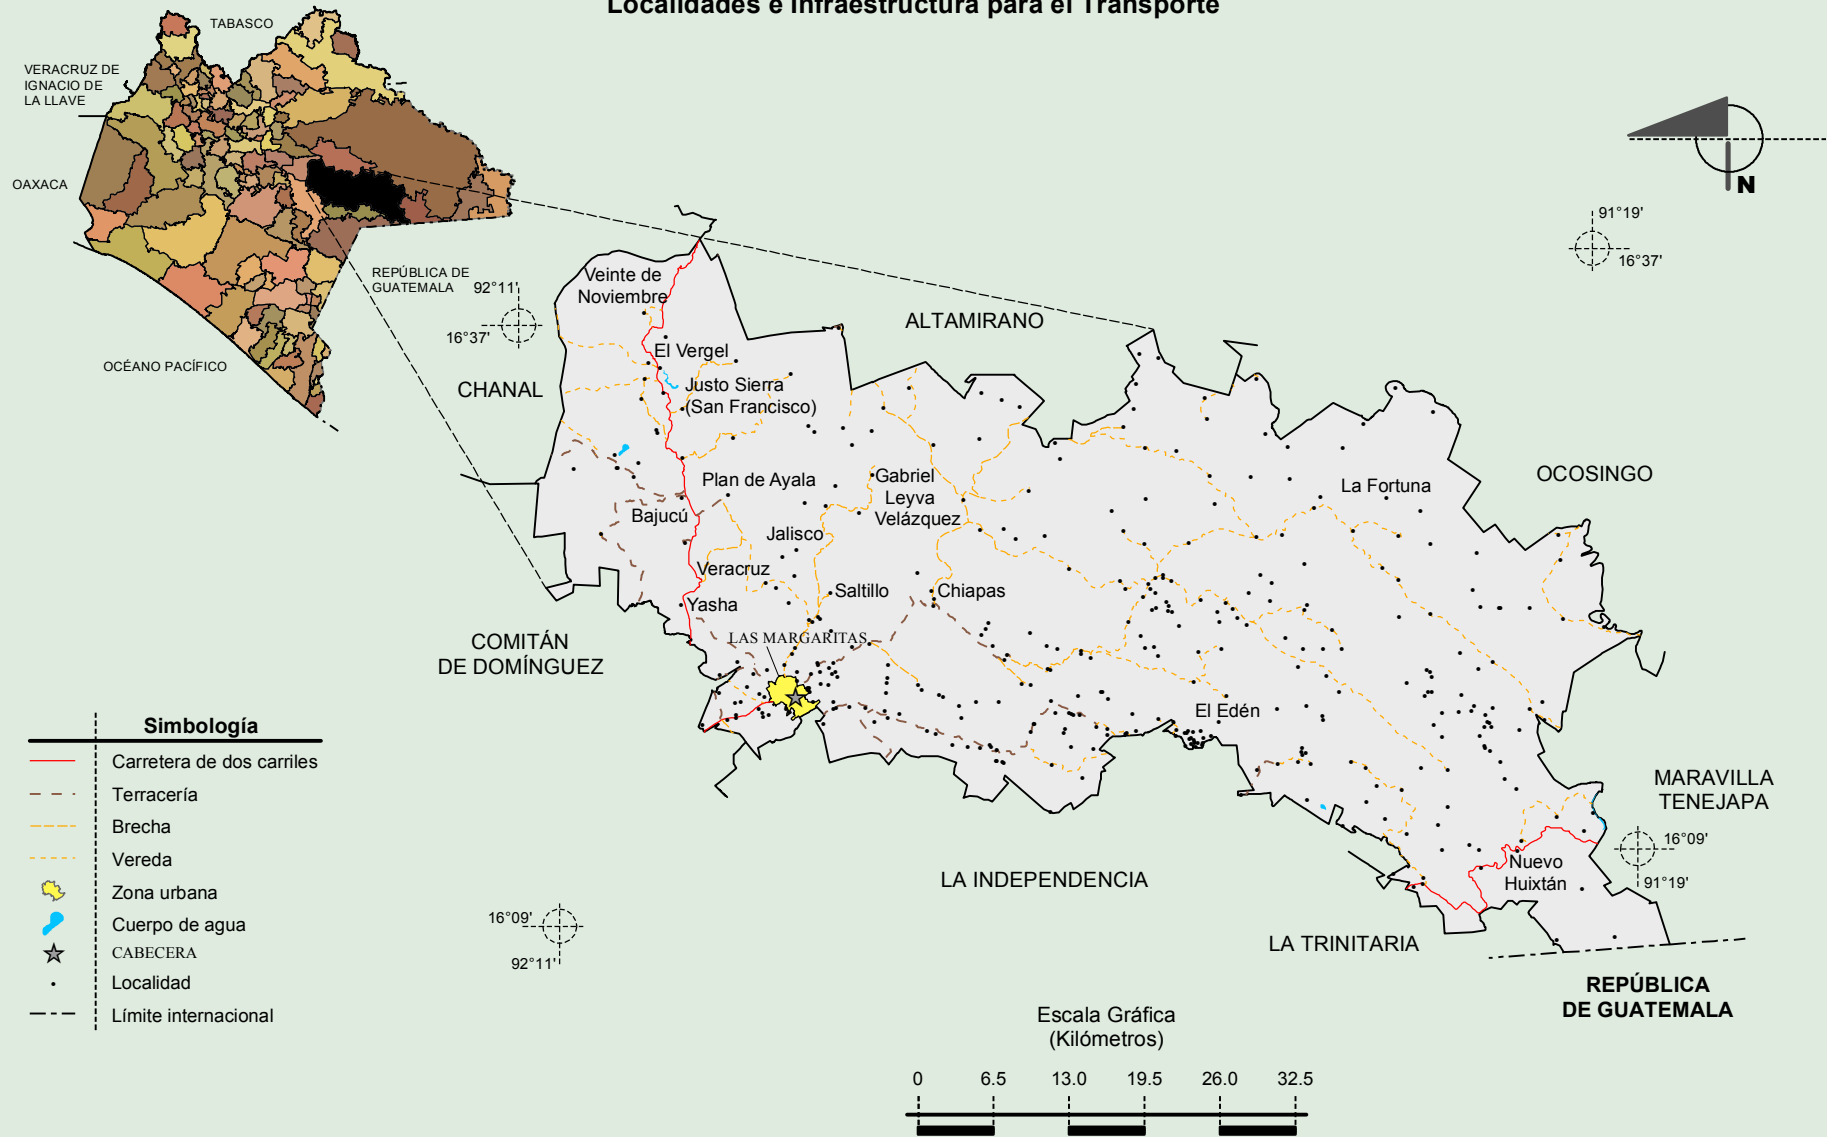 Localidades e Infraestructura para el Transporte
TABASCO
VERACRUZ DE
IGNACIO DE
LA LLAVE
OAXACA
REPÚBLICA DE
GUATEMALA
OCÉANO PACÍFICO
N
91°19'
16°37'
92°11'
16°37'
Veinte de
Noviembre
ALTAMIRANO
El Vergel
CHANAL
Justo Sierra
(San Francisco)
OCOSINGO
Plan de Ayala
Gabriel
Leyva
Velázquez
La Fortuna
Bajucú
Jalisco
Veracruz
Saltillo
Chiapas
Yasha
LAS MARGARITAS
COMITÁN
DE DOMÍNGUEZ
El Edén
MARAVILLA
TENEJAPA
16°09'
91°19'
Nuevo
Huixtán
LA INDEPENDENCIA
16°09'
92°11'
LA TRINITARIA
REPÚBLICA
DE GUATEMALA
Simbología
Carretera de dos carriles
Terracería
Brecha
Vereda
Zona urbana
Cuerpo de agua
CABECERA
Localidad
Límite internacional
Escala Gráfica
(Kilómetros)
0 6.5 13.0 19.5 26.0 32.5